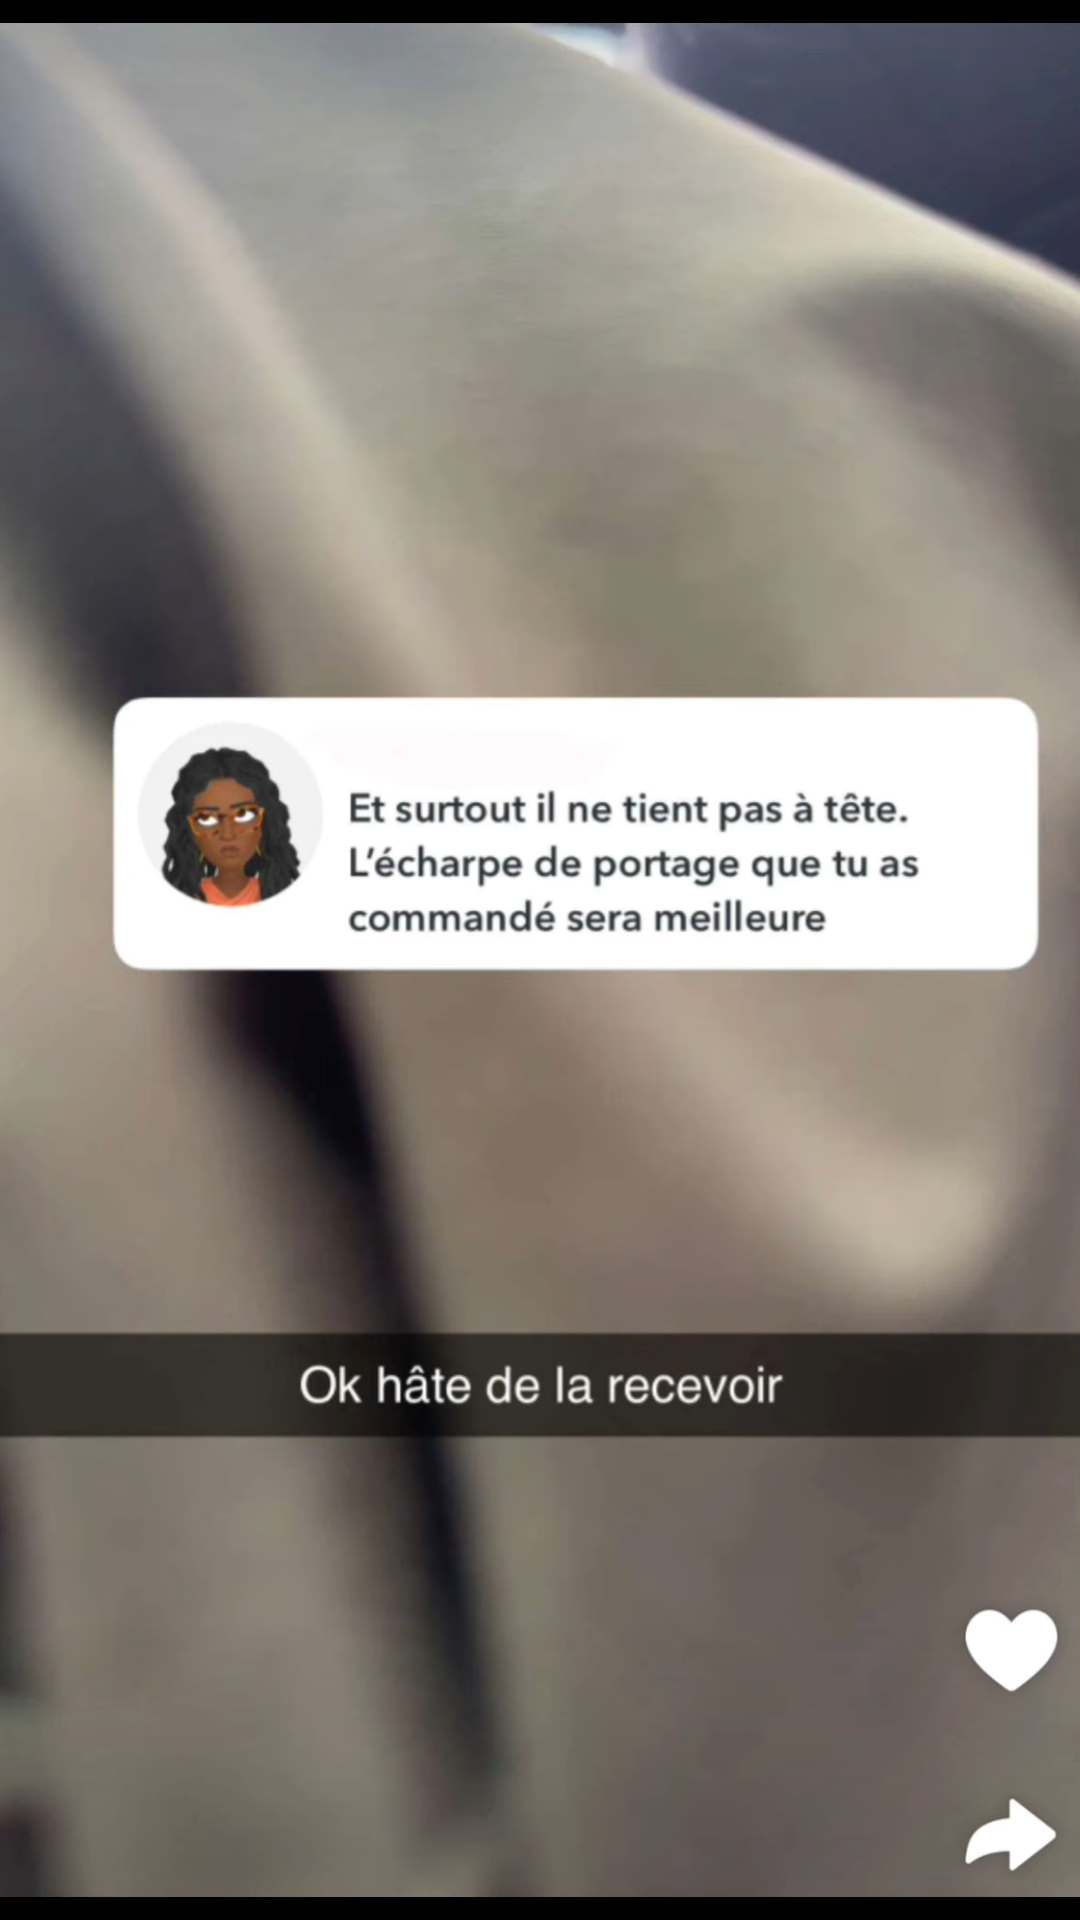 Et surtout il ne tient pas à tête.
L’écharpe de portage que tu as
commandé sera meilleure
Ok hâte de la recevoir